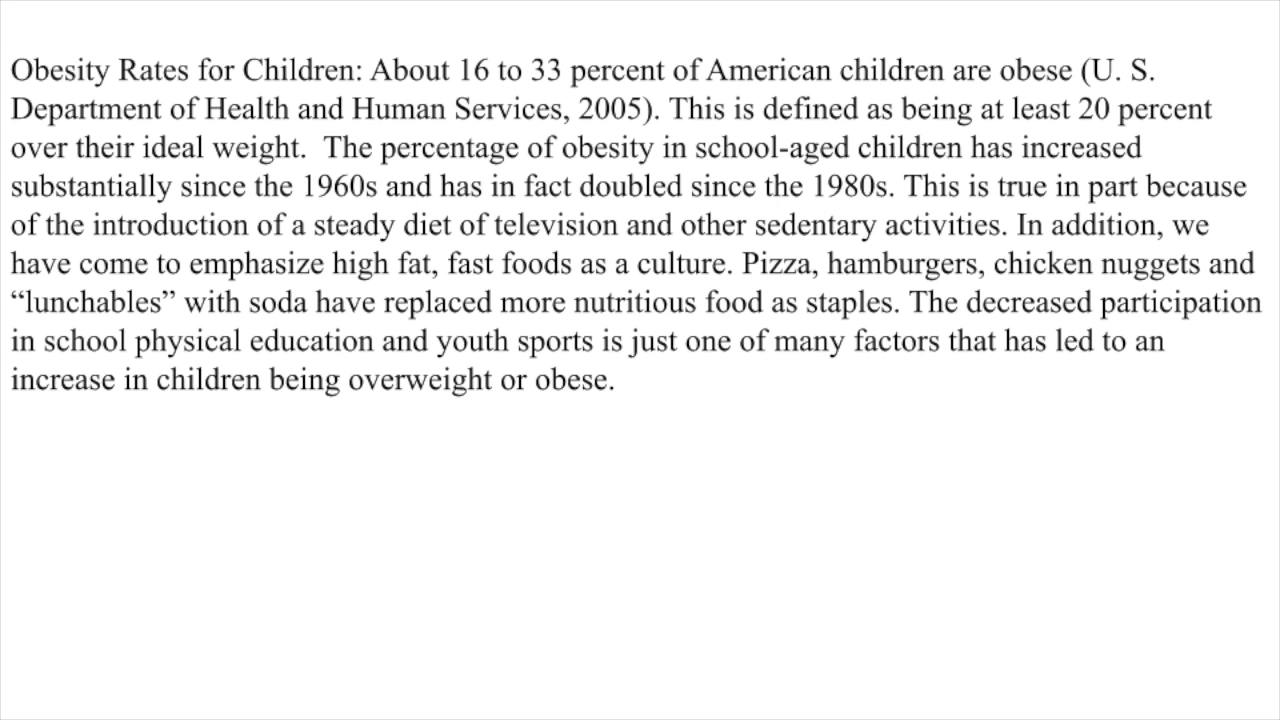 Obesity Rates for Children: About 16 to 33 percent of American children are obese (U. S.
Department of Health and Human Services, 2005). This is defined as being at least 20 percent
over their ideal weight.  The percentage of obesity in school-aged children has increased
substantially since the 1960s and has in fact doubled since the 1980s. This is true in part because
of the introduction of a steady diet of television and other sedentary activities. In addition, we
have come to emphasize high fat, fast foods as a culture. Pizza, hamburgers, chicken nuggets and
“lunchables” with soda have replaced more nutritious food as staples. The decreased participation
in school physical education and youth sports is just one of many factors that has led to an
increase in children being overweight or obese.